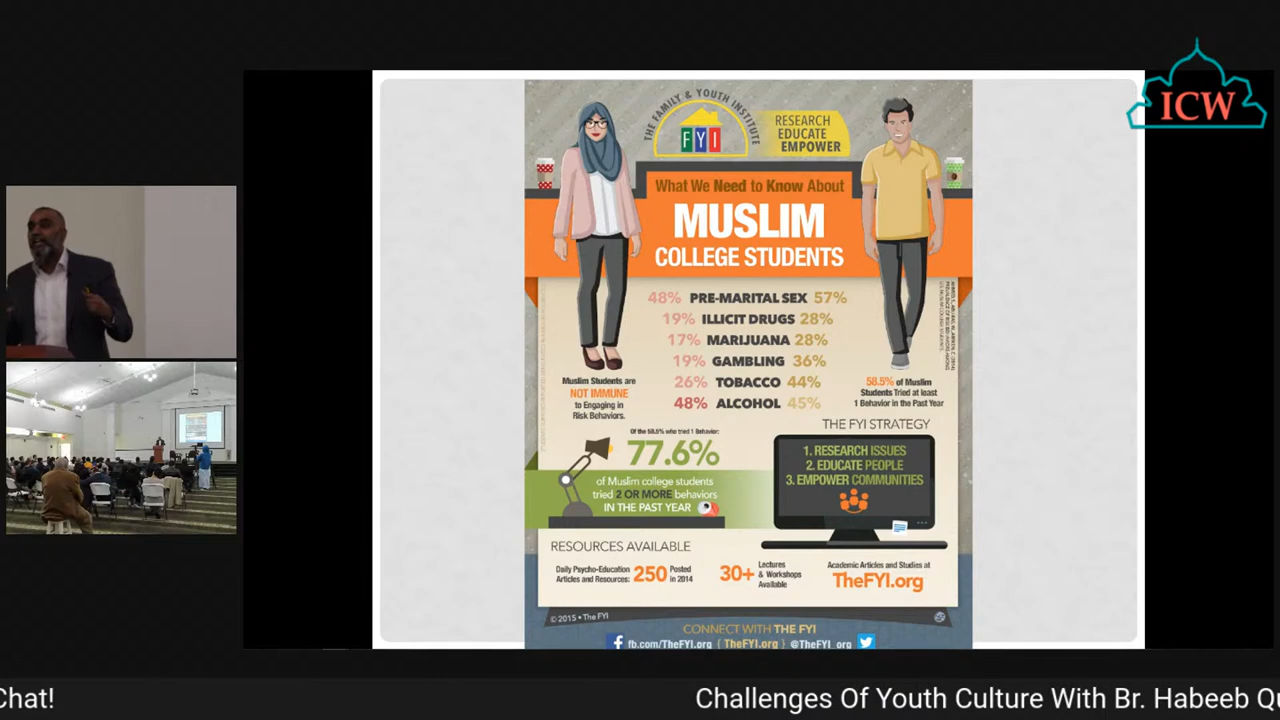 ICW
THE FAMILY & YOUTH INSTITUTE
FYI
RESEARCH
EDUCATE
EMPOWER
What We Need to Know About
MUSLIM
COLLEGE STUDENTS
48% PRE-MARITAL SEX 57%
19% ILLICIT DRUGS 28%
17% MARIJUANA 28%
19% GAMBLING 36%
26% TOBACCO 44%
48% ALCOHOL 45%
Muslim Students are
NOT IMMUNE
to Engaging in
Risk Behaviors.
58.5% of Muslim
Students Tried at least
1 Behavior in the Past Year
Of the 58.5% who tried 1 Behavior:
77.6%
of Muslim college students
tried 2 OR MORE behaviors
IN THE PAST YEAR
THE FYI STRATEGY
1. RESEARCH ISSUES
2. EDUCATE PEOPLE
3. EMPOWER COMMUNITIES
RESOURCES AVAILABLE
Daily Psycho-Education
Articles and Resources:
250
Posted
in 2014
30+
Lectures
& Workshops
Available
Academic Articles and Studies at
TheFYI.org
© 2015 • The FYI
CONNECT WITH THE FYI
fb.com/TheFYI.org { TheFYI.org } @TheFYI_org
Chat!
Challenges Of Youth Culture With Br. Habeeb Qu